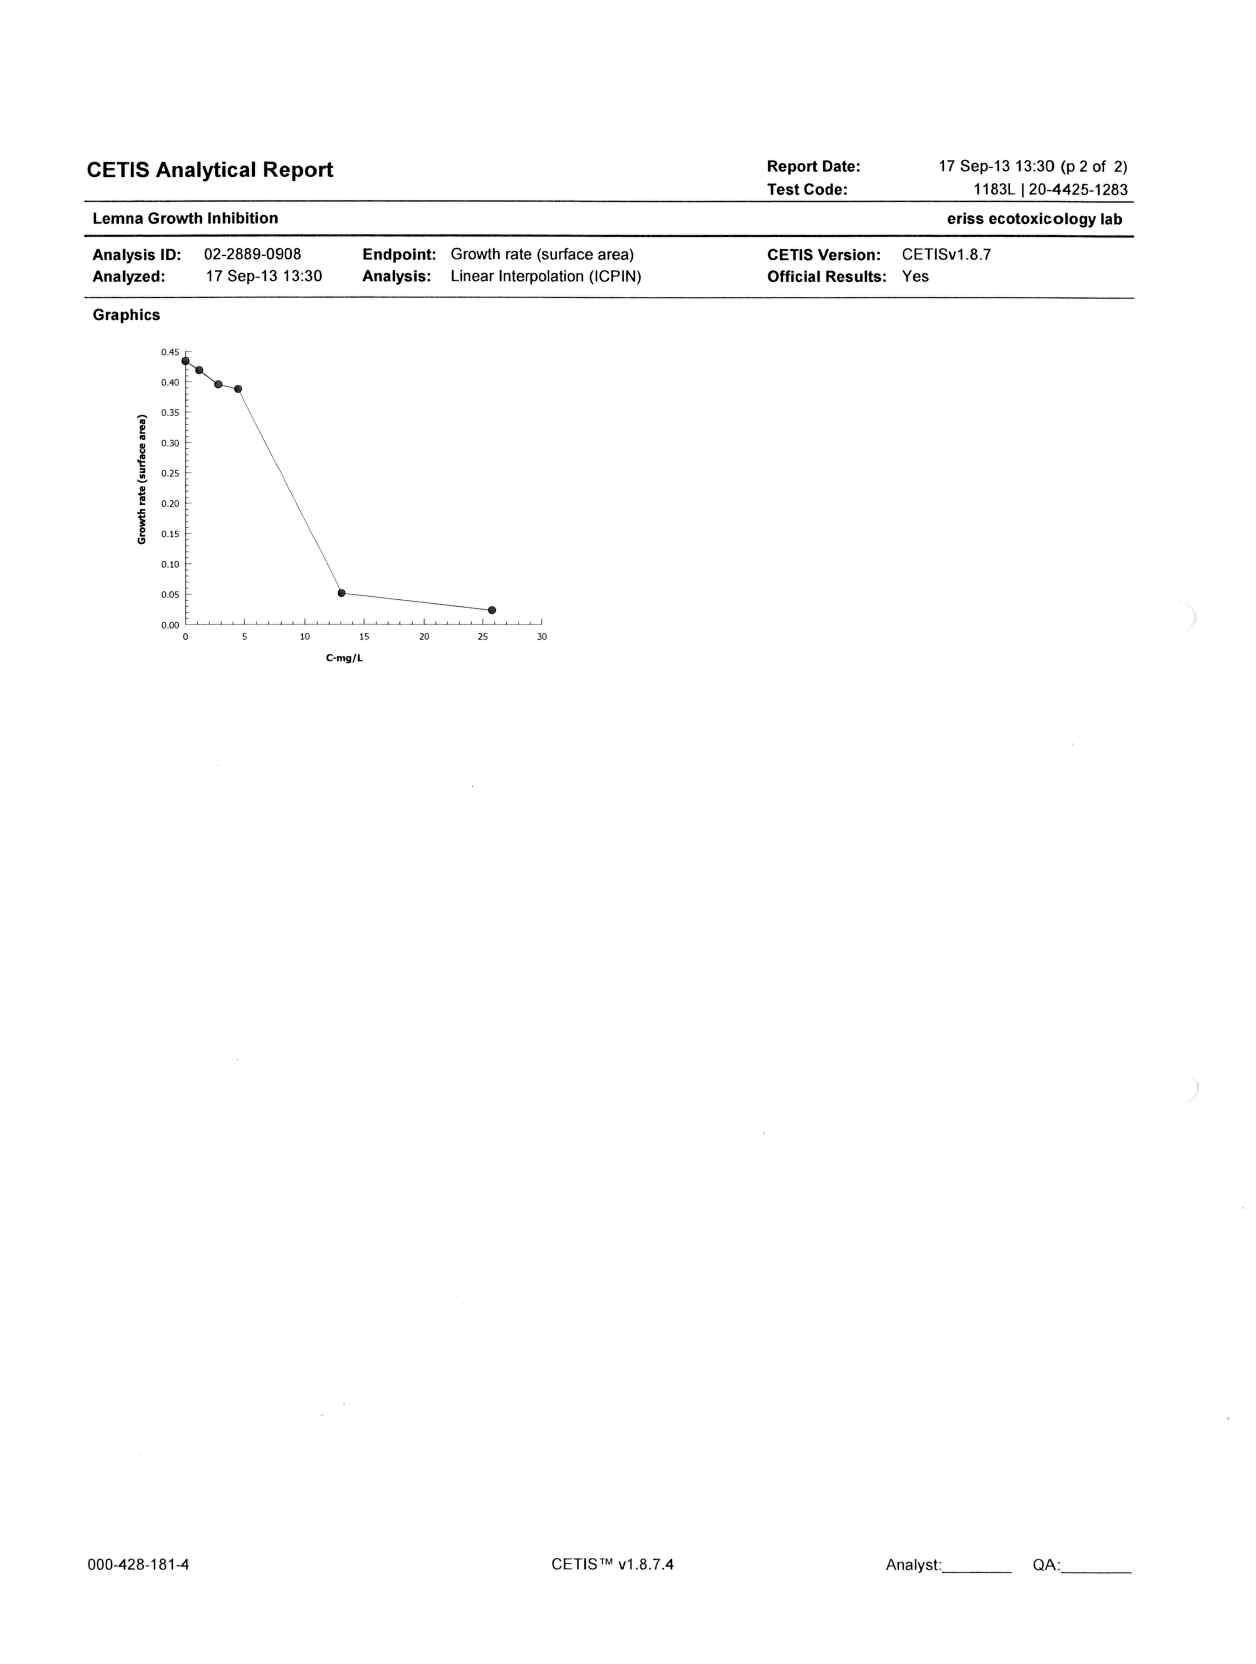 CETIS Analytical Report
Report Date: 17 Sep-13 13:30 (p 2 of 2)
Test Code: 1183L | 20-4425-1283
Lemna Growth Inhibition eriss ecotoxicology lab
Analysis ID: 02-2889-0908 Endpoint: Growth rate (surface area) CETIS Version: CETISv1.8.7
Analyzed: 17 Sep-13 13:30 Analysis: Linear Interpolation (ICPIN) Official Results: Yes
Graphics
0.45
0.40
0.35
0.30
0.25
0.20
0.15
0.10
0.05
0.00
Growth rate (surface area)
0 5 10 15 20 25 30
C-mg/L
000-428-181-4 CETIS™ v1.8.7.4 Analyst:________ QA:________